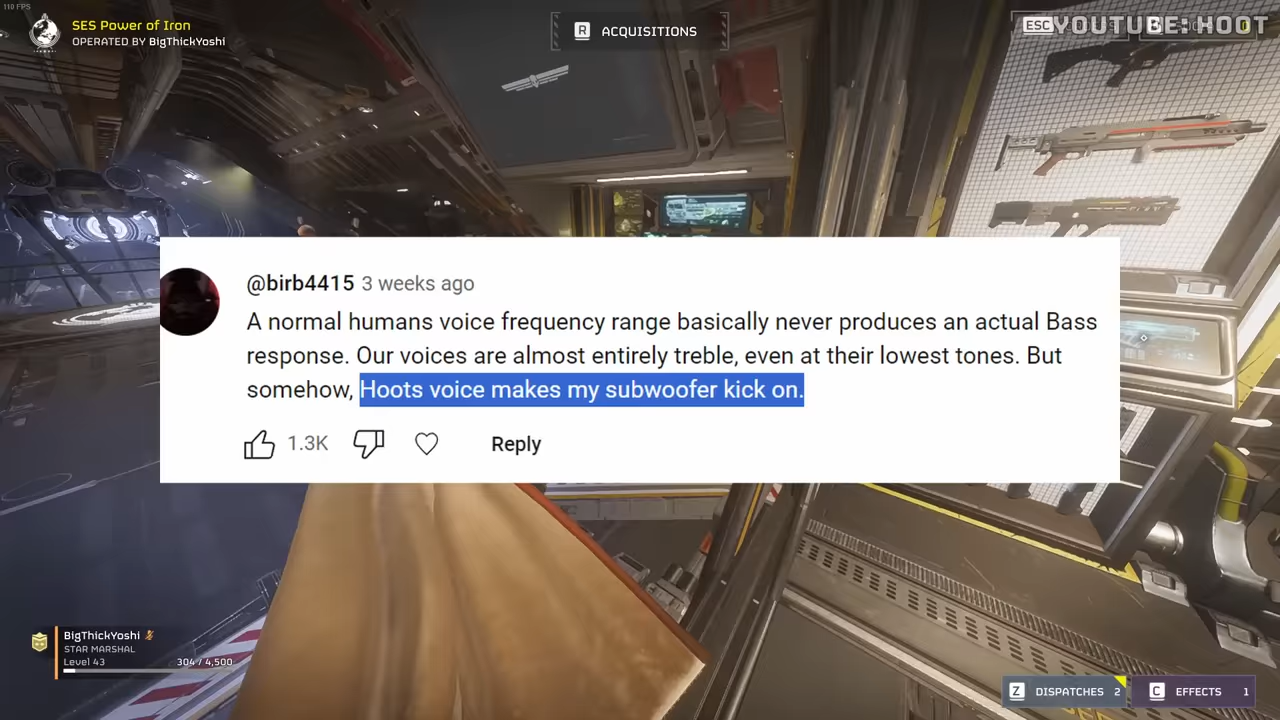 110 FPS
SES Power of Iron
OPERATED BY BigThickYoshi
R ACQUISITIONS
ESC
YOUTUBE: HOOT
@birb4415 3 weeks ago
A normal humans voice frequency range basically never produces an actual Bass
response. Our voices are almost entirely treble, even at their lowest tones. But
somehow, Hoots voice makes my subwoofer kick on.
1.3K
Reply
BigThickYoshi
STAR MARSHAL
Level 43 304 / 4,500
Z DISPATCHES 2
C EFFECTS 1